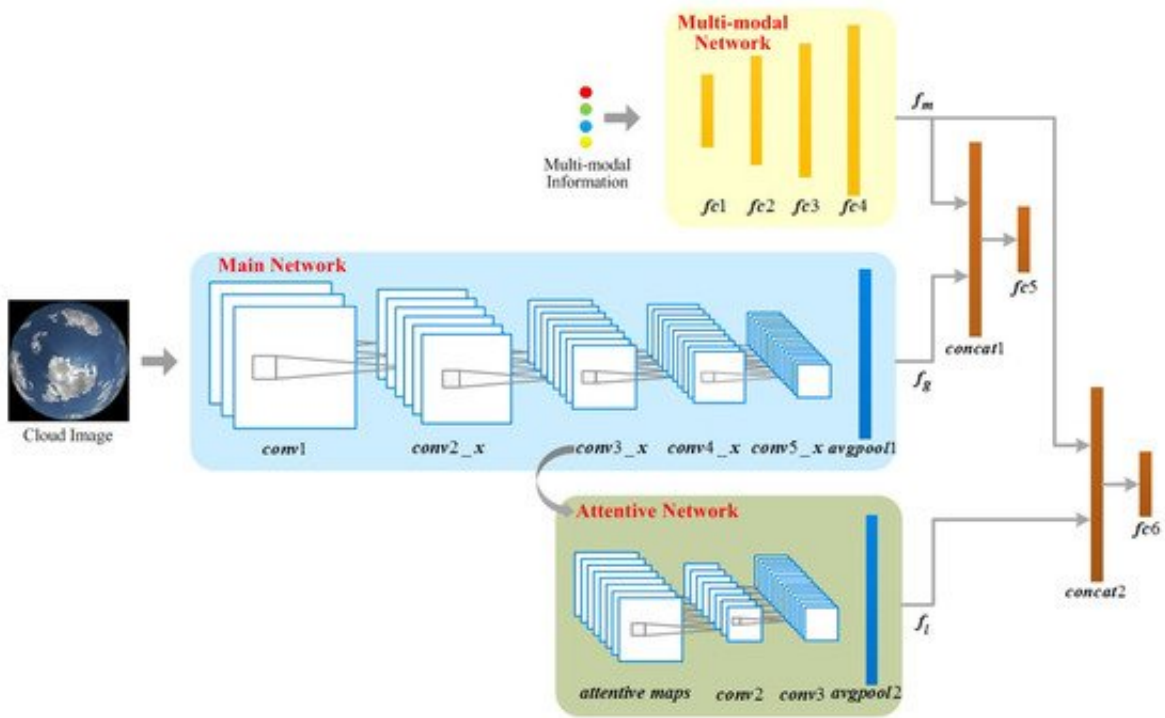 Multi-modal
Network
f_m
Multi-modal
Information
fc1 fc2 fc3 fc4
Main Network
fc5
concat1
f_g
Cloud Image
conv1 conv2_x conv3_x conv4_x conv5_x avgpool1
Attentive Network
fc6
concat2
f_l
attentive maps conv2 conv3 avgpool2